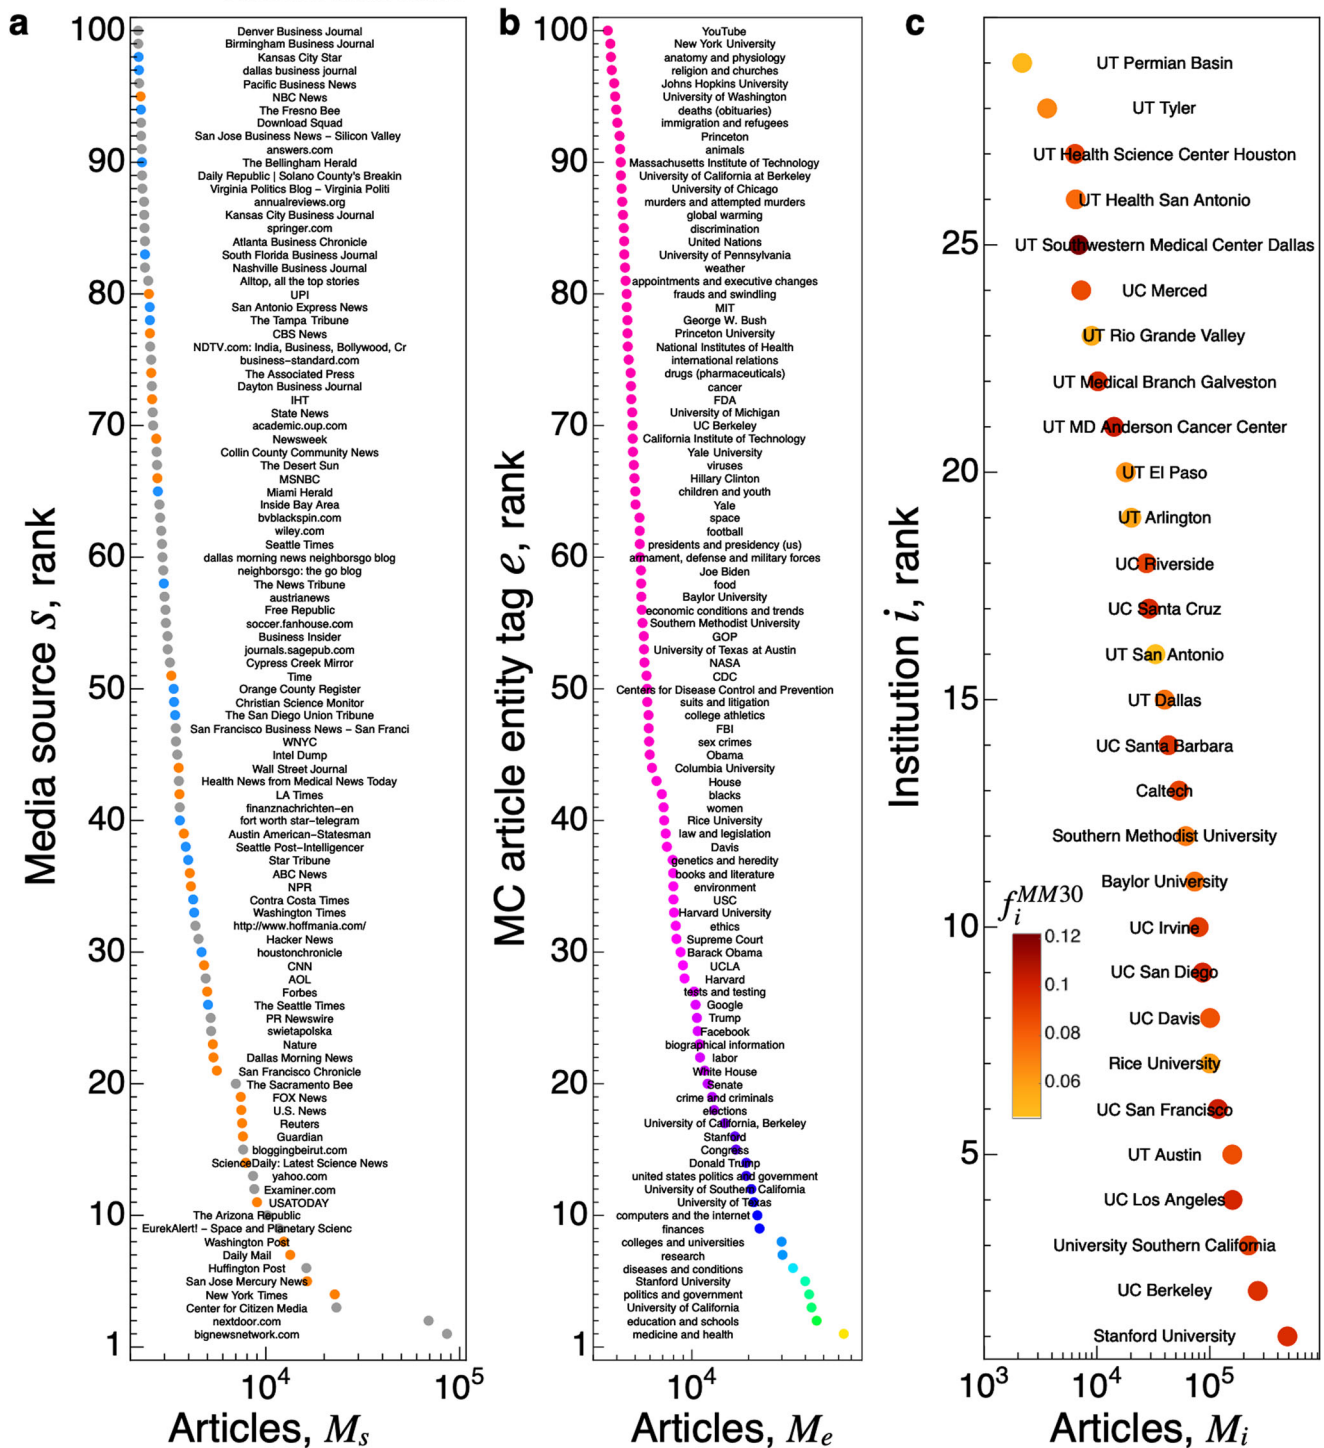 a
100
90
80
70
60
50
40
30
20
10
1
Media source s, rank
Denver Business Journal
Birmingham Business Journal
Kansas City Star
dallas business journal
Pacific Business News
NBC News
The Fresno Bee
Download Squad
San Jose Business News – Silicon Valley
answers.com
The Bellingham Herald
Daily Republic | Solano County's Breakin
Virginia Politics Blog – Virginia Politi
annualreviews.org
Kansas City Business Journal
springer.com
Atlanta Business Chronicle
South Florida Business Journal
Nashville Business Journal
Alltop, all the top stories
UPI
San Antonio Express News
The Tampa Tribune
CBS News
NDTV.com: India, Business, Bollywood, Cr
business–standard.com
The Associated Press
Dayton Business Journal
IHT
State News
academic.oup.com
Newsweek
Collin County Community News
The Desert Sun
MSNBC
Miami Herald
Inside Bay Area
bvblackspin.com
wiley.com
Seattle Times
dallas morning news neighborsgo blog
neighborsgo: the go blog
The News Tribune
austrianews
Free Republic
soccer.fanhouse.com
Business Insider
journals.sagepub.com
Cypress Creek Mirror
Time
Orange County Register
Christian Science Monitor
The San Diego Union Tribune
San Francisco Business News – San Franci
WNYC
Intel Dump
Wall Street Journal
Health News from Medical News Today
LA Times
finanznachrichten–en
fort worth star–telegram
Austin American–Statesman
Seattle Post–Intelligencer
Star Tribune
ABC News
NPR
Contra Costa Times
Washington Times
http://www.hoffmania.com/
Hacker News
houstonchronicle
CNN
AOL
Forbes
The Seattle Times
PR Newswire
swietapolska
Nature
Dallas Morning News
San Francisco Chronicle
The Sacramento Bee
FOX News
U.S. News
Reuters
Guardian
bloggingbeirut.com
ScienceDaily: Latest Science News
yahoo.com
Examiner.com
USATODAY
The Arizona Republic
EurekAlert! – Space and Planetary Scienc
Washington Post
Daily Mail
Huffington Post
San Jose Mercury News
New York Times
Center for Citizen Media
nextdoor.com
bignewsnetwork.com
10^4
10^5
Articles, M_s
b
100
90
80
70
60
50
40
30
20
10
1
MC article entity tag e, rank
YouTube
New York University
anatomy and physiology
religion and churches
Johns Hopkins University
University of Washington
deaths (obituaries)
immigration and refugees
Princeton
animals
Massachusetts Institute of Technology
University of California at Berkeley
University of Chicago
murders and attempted murders
global warming
discrimination
United Nations
University of Pennsylvania
weather
appointments and executive changes
frauds and swindling
MIT
George W. Bush
Princeton University
National Institutes of Health
international relations
drugs (pharmaceuticals)
cancer
FDA
University of Michigan
UC Berkeley
California Institute of Technology
Yale University
viruses
Hillary Clinton
children and youth
Yale
space
football
presidents and presidency (us)
armament, defense and military forces
Joe Biden
food
Baylor University
economic conditions and trends
Southern Methodist University
GOP
University of Texas at Austin
NASA
CDC
Centers for Disease Control and Prevention
suits and litigation
college athletics
FBI
sex crimes
Obama
Columbia University
House
blacks
women
Rice University
law and legislation
Davis
genetics and heredity
books and literature
environment
USC
Harvard University
ethics
Supreme Court
Barack Obama
UCLA
Harvard
tests and testing
Google
Trump
Facebook
biographical information
labor
White House
Senate
crime and criminals
elections
University of California, Berkeley
Stanford
Congress
Donald Trump
united states politics and government
University of Southern California
University of Texas
computers and the internet
finances
colleges and universities
research
diseases and conditions
Stanford University
politics and government
University of California
education and schools
medicine and health
10^4
Articles, M_e
c
25
20
15
10
5
Institution i, rank
UT Permian Basin
UT Tyler
UT Health Science Center Houston
UT Health San Antonio
UT Southwestern Medical Center Dallas
UC Merced
UT Rio Grande Valley
UT Medical Branch Galveston
UT MD Anderson Cancer Center
UT El Paso
UT Arlington
UC Riverside
UC Santa Cruz
UT San Antonio
UT Dallas
UC Santa Barbara
Caltech
Southern Methodist University
Baylor University
UC Irvine
UC San Diego
UC Davis
Rice University
UC San Francisco
UT Austin
UC Los Angeles
University Southern California
UC Berkeley
Stanford University
f_i^MM30
0.12
0.1
0.08
0.06
10^3
10^4
10^5
Articles, M_i